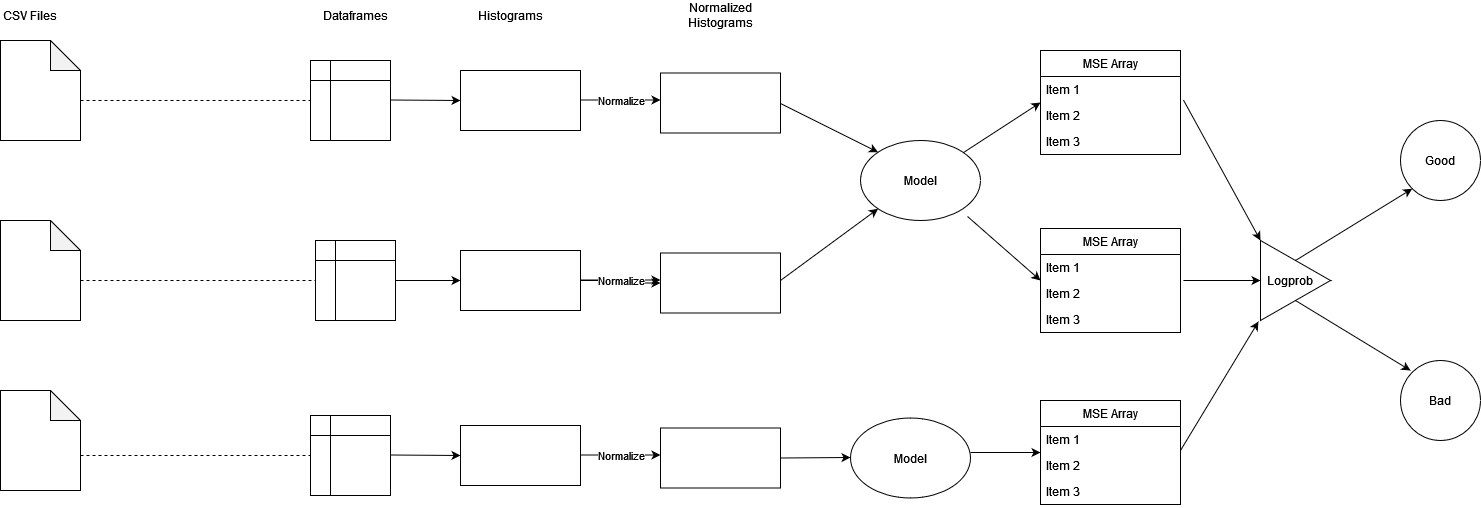 CSV Files
Dataframes
Histograms
Normalized
Histograms
Normalize
MSE Array
Item 1
Item 2
Item 3
Model
Good
Normalize
MSE Array
Item 1
Item 2
Item 3
Logprob
Normalize
Model
MSE Array
Item 1
Item 2
Item 3
Bad